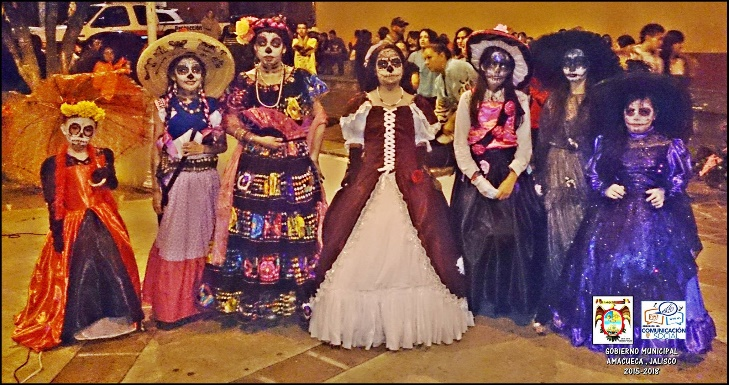 COMUNICACIÓN
SOCIAL
GOBIERNO MUNICIPAL
AMACUECA, JALISCO
2015-2018